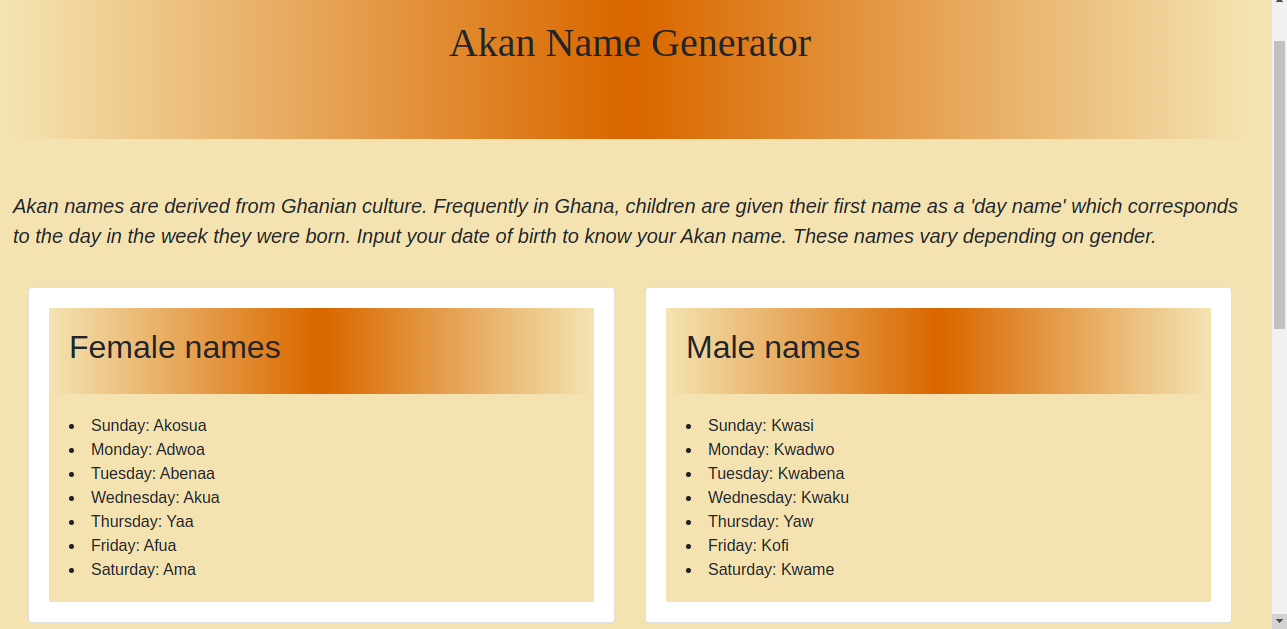 Akan Name Generator
Akan names are derived from Ghanian culture. Frequently in Ghana, children are given their first name as a 'day name' which corresponds
to the day in the week they were born. Input your date of birth to know your Akan name. These names vary depending on gender.
Female names
Sunday: Akosua
Monday: Adwoa
Tuesday: Abenaa
Wednesday: Akua
Thursday: Yaa
Friday: Afua
Saturday: Ama
Male names
Sunday: Kwasi
Monday: Kwadwo
Tuesday: Kwabena
Wednesday: Kwaku
Thursday: Yaw
Friday: Kofi
Saturday: Kwame